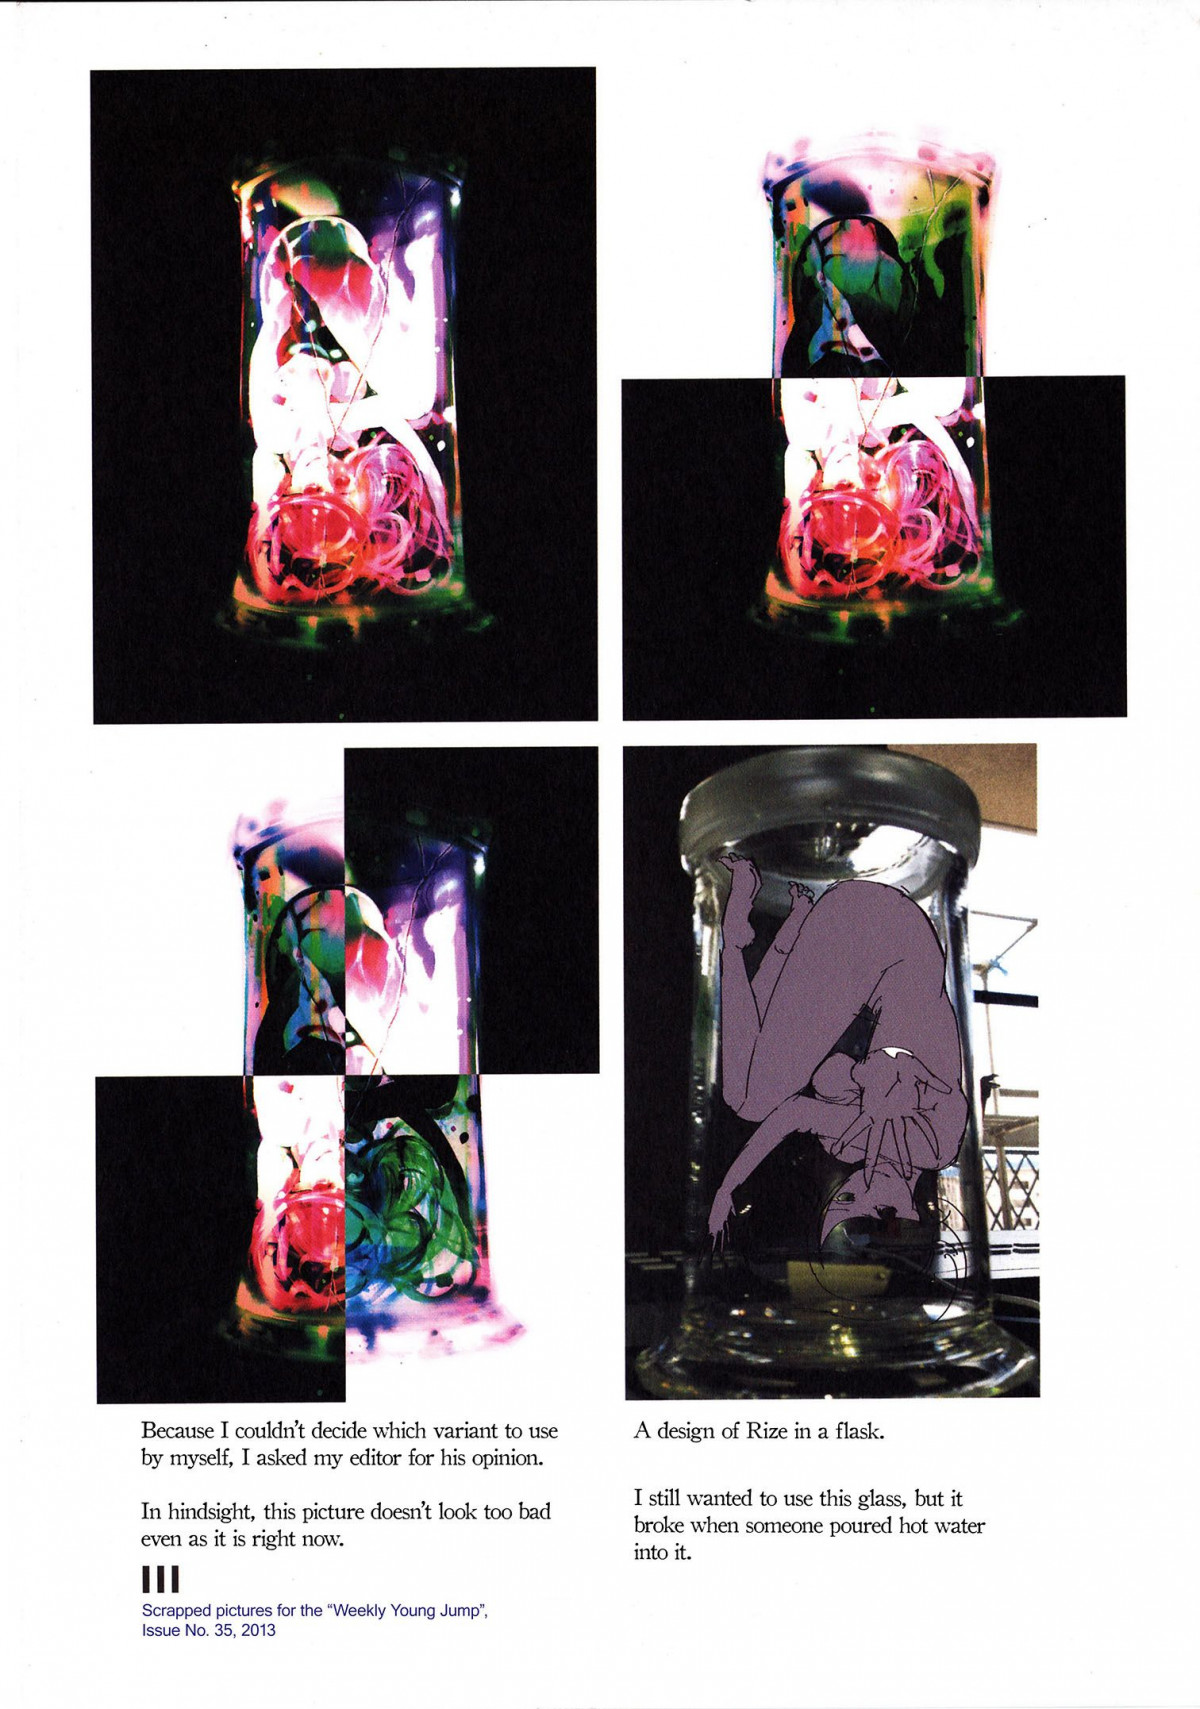 Because I couldn't decide which variant to use
by myself, I asked my editor for his opinion.
In hindsight, this picture doesn't look too bad
even as it is right now.
III
Scrapped pictures for the “Weekly Young Jump”,
Issue No. 35, 2013
A design of Rize in a flask.
I still wanted to use this glass, but it
broke when someone poured hot water
into it.